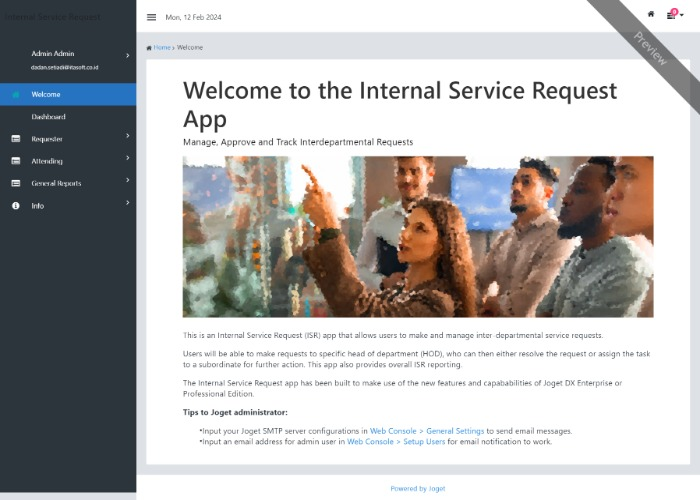 Internal Service Request
Mon, 12 Feb 2024
0
Preview
Admin Admin
dadan.setiadi@itasoft.co.id
Home » Welcome
Welcome
Dashboard
Requester
Attending
General Reports
Info
Welcome to the Internal Service Request
App
Manage, Approve and Track Interdepartmental Requests
This is an Internal Service Request (ISR) app that allows users to make and manage inter-departmental service requests.
Users will be able to make requests to specific head of department (HOD), who can then either resolve the request or assign the task
to a subordinate for further action. This app also provides overall ISR reporting.
The Internal Service Request app has been built to make use of the new features and capababilities of Joget DX Enterprise or
Professional Edition.
Tips to Joget administrator:
•Input your Joget SMTP server configurations in Web Console > General Settings to send email messages.
•Input an email address for admin user in Web Console > Setup Users for email notification to work.
Powered by Joget